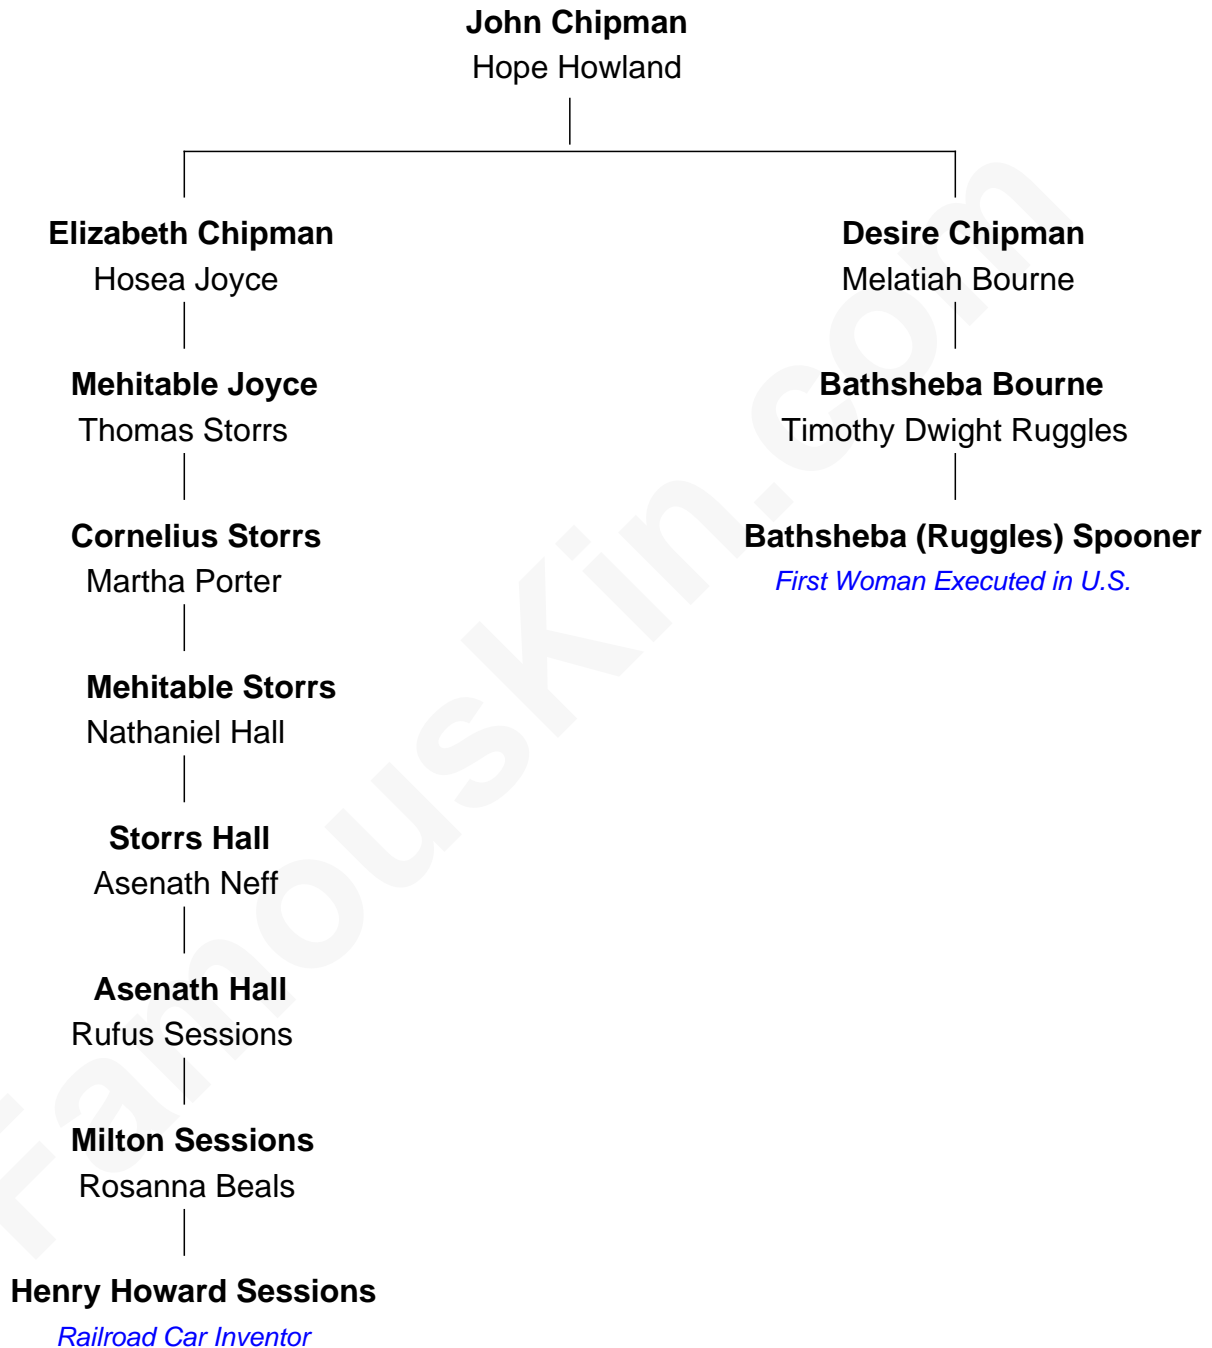 John Chipman
Hope Howland
Elizabeth Chipman
Hosea Joyce
Desire Chipman
Melatiah Bourne
Mehitable Joyce
Thomas Storrs
Bathsheba Bourne
Timothy Dwight Ruggles
Cornelius Storrs
Martha Porter
Bathsheba (Ruggles) Spooner
First Woman Executed in U.S.
Mehitable Storrs
Nathaniel Hall
Storrs Hall
Asenath Neff
Asenath Hall
Rufus Sessions
Milton Sessions
Rosanna Beals
Henry Howard Sessions
Railroad Car Inventor
FamousKin.com